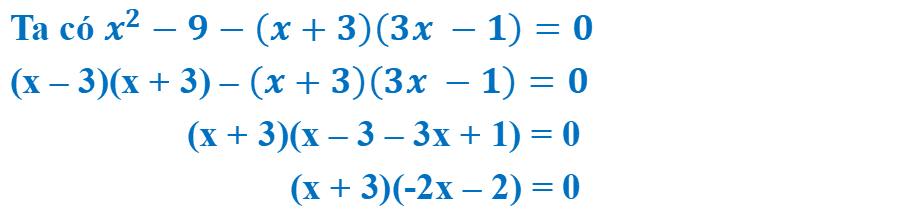 Ta có x² − 9 − (x + 3)(3x − 1) = 0
(x – 3)(x + 3) – (x + 3)(3x − 1) = 0
(x + 3)(x – 3 – 3x + 1) = 0
(x + 3)(-2x – 2) = 0